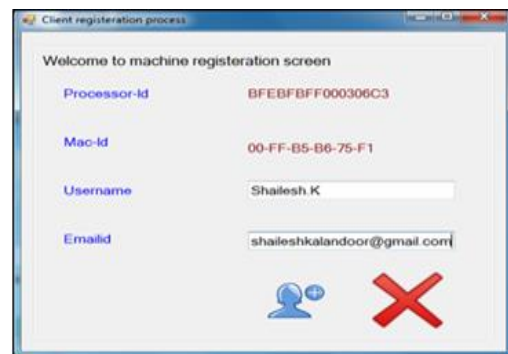 Client registeration process
Welcome to machine registeration screen
Processor-Id BFEBFBFF000306C3
Mac-Id 00-FF-B5-B6-75-F1
Username Shailesh.K
Emailid shaileshkalandoor@gmail.com